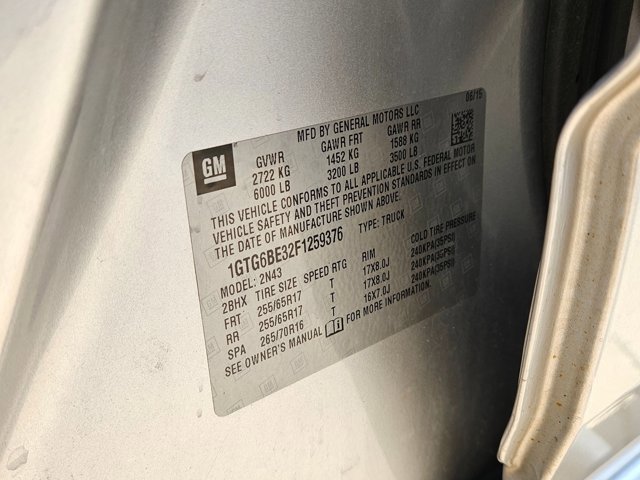 06/15
MFD BY GENERAL MOTORS LLC
GM
GVWR GAWR FRT GAWR RR
2722 KG 1452 KG 1588 KG
6000 LB 3200 LB 3500 LB
THIS VEHICLE CONFORMS TO ALL APPLICABLE U.S. FEDERAL MOTOR
VEHICLE SAFETY AND THEFT PREVENTION STANDARDS IN EFFECT ON
THE DATE OF MANUFACTURE SHOWN ABOVE.
1GTG6BE32F1259376 TYPE: TRUCK
MODEL: 2N43
2BHX TIRE SIZE SPEED RTG RIM COLD TIRE PRESSURE
FRT 255/65R17 T 17X8.0J 240KPA(35PSI)
RR 255/65R17 T 17X8.0J 240KPA(35PSI)
SPA 265/70R16 T 16X7.0J 240KPA(35PSI)
SEE OWNER'S MANUAL FOR MORE INFORMATION.